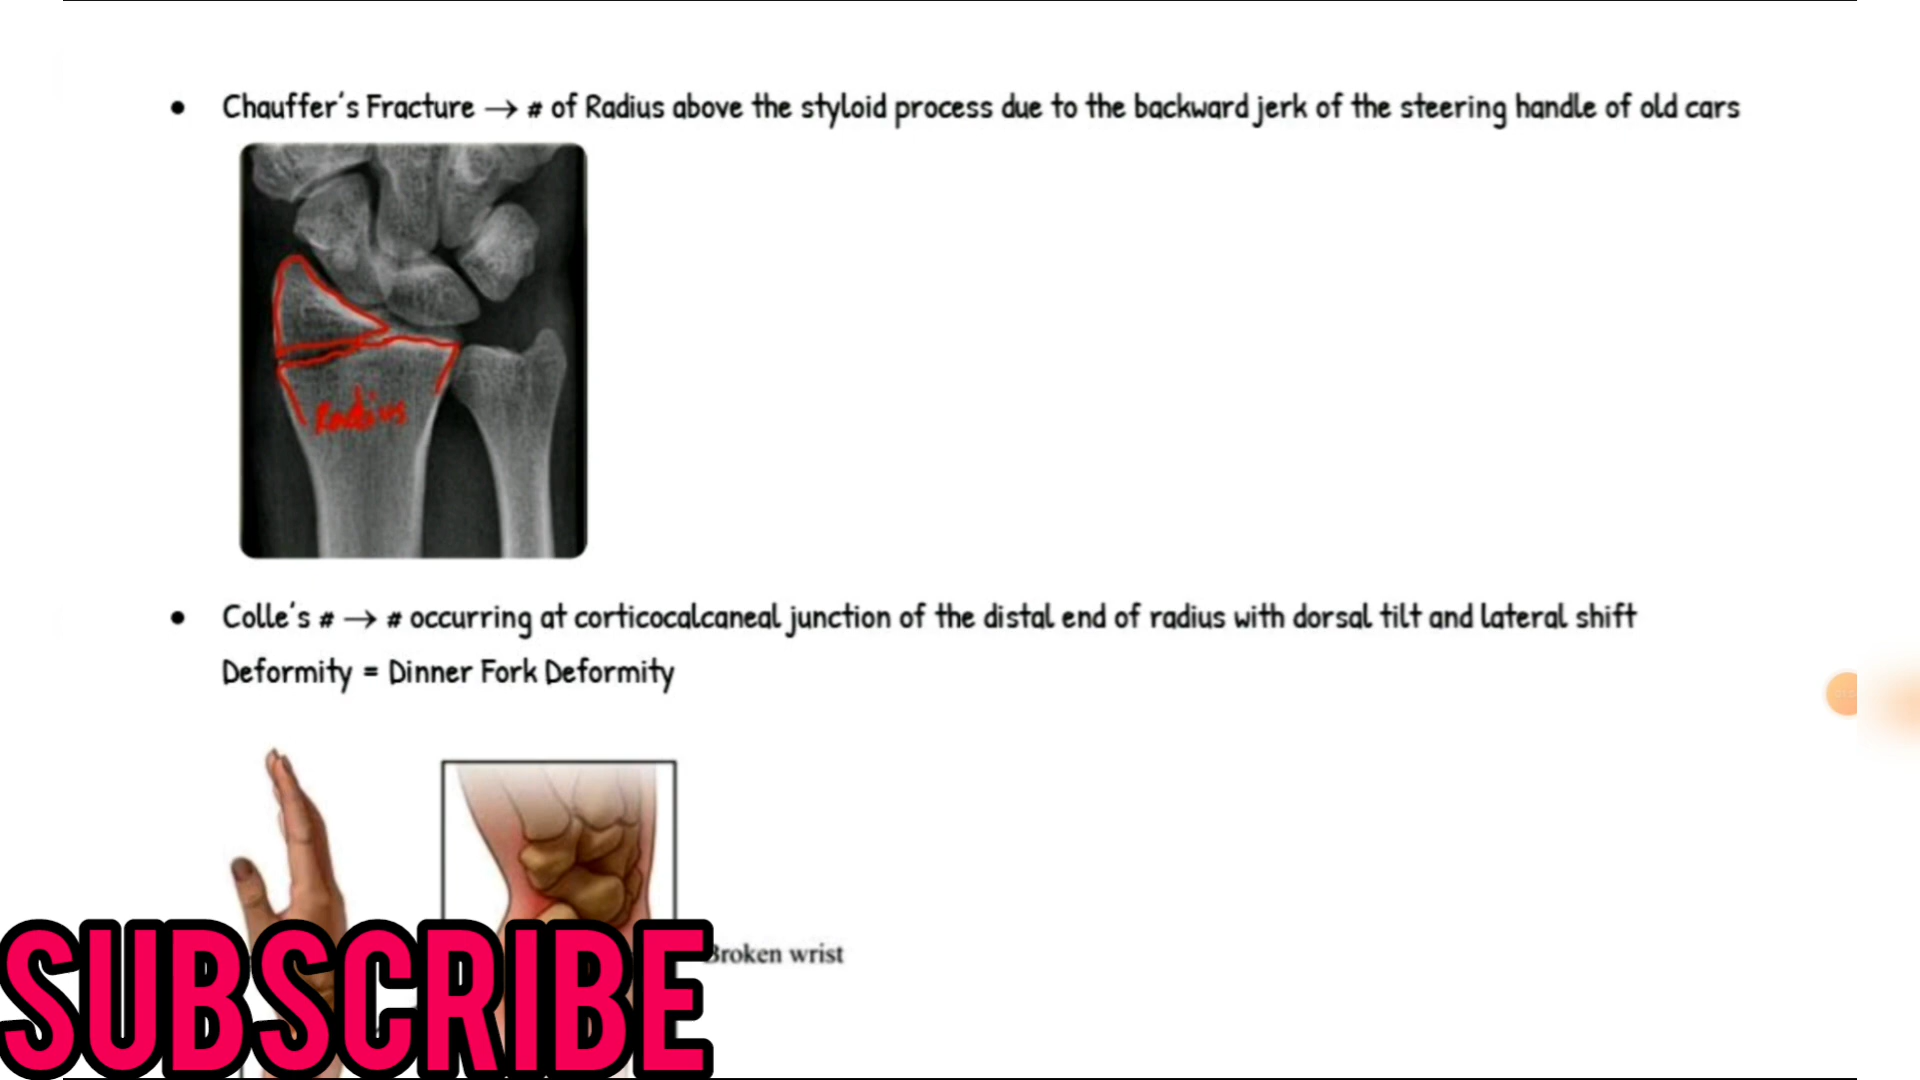 • Chauffer's Fracture → # of Radius above the styloid process due to the backward jerk of the steering handle of old cars
Radius
• Colle's # → # occurring at corticocalcaneal junction of the distal end of radius with dorsal tilt and lateral shift
Deformity = Dinner Fork Deformity
Broken wrist
SUBSCRIBE